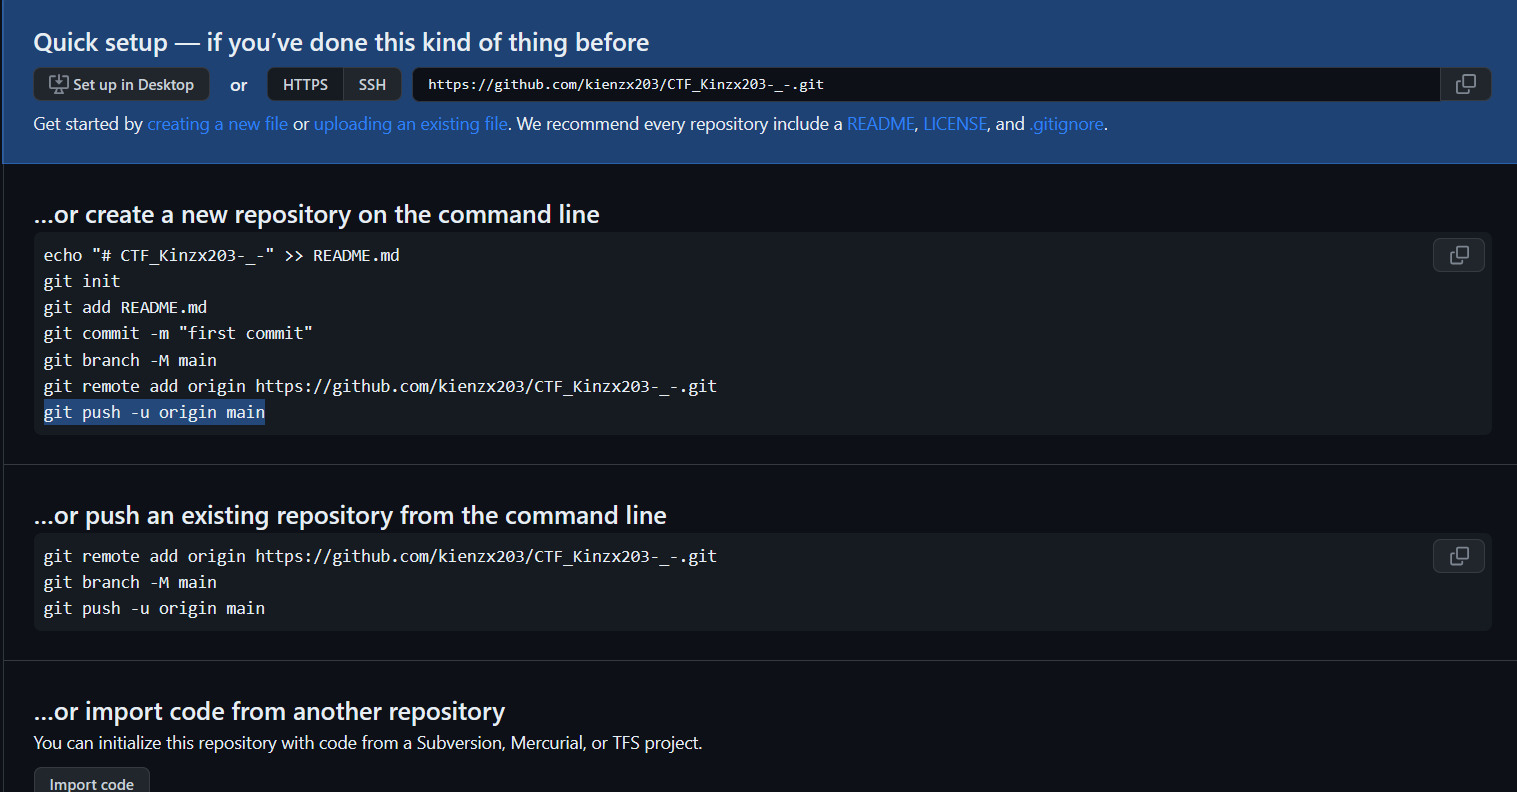 Quick setup — if you’ve done this kind of thing before
Set up in Desktop or HTTPS SSH https://github.com/kienzx203/CTF_Kinzx203-_-.git
Get started by creating a new file or uploading an existing file. We recommend every repository include a README, LICENSE, and .gitignore.
…or create a new repository on the command line
echo "# CTF_Kinzx203-_-" >> README.md
git init
git add README.md
git commit -m "first commit"
git branch -M main
git remote add origin https://github.com/kienzx203/CTF_Kinzx203-_-.git
git push -u origin main
…or push an existing repository from the command line
git remote add origin https://github.com/kienzx203/CTF_Kinzx203-_-.git
git branch -M main
git push -u origin main
…or import code from another repository
You can initialize this repository with code from a Subversion, Mercurial, or TFS project.
Import code